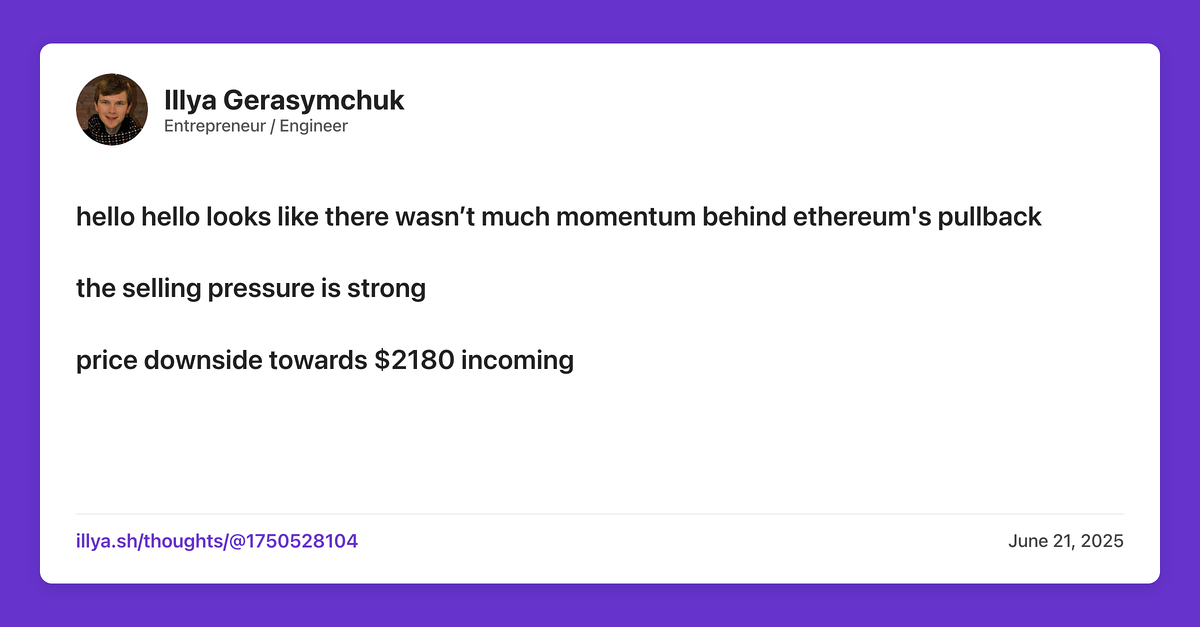 Illya Gerasymchuk
Entrepreneur / Engineer
hello hello looks like there wasn’t much momentum behind ethereum's pullback
the selling pressure is strong
price downside towards $2180 incoming
illya.sh/thoughts/@1750528104
June 21, 2025